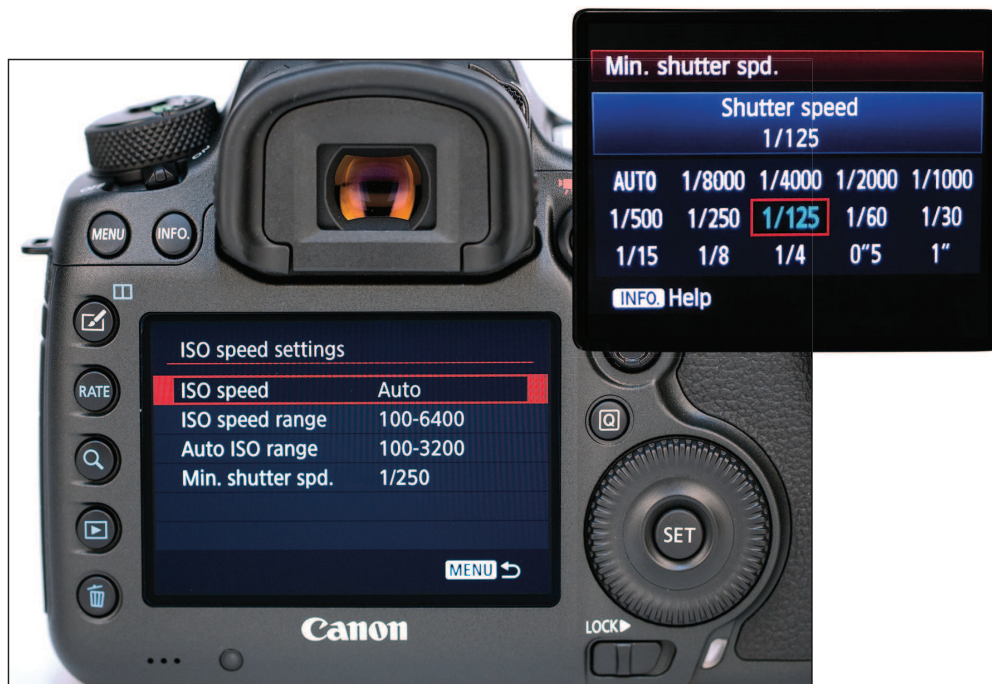 Min. shutter spd.
Shutter speed
1/125
AUTO 1/8000 1/4000 1/2000 1/1000
1/500 1/250 1/125 1/60 1/30
1/15 1/8 1/4 0"5 1"
INFO. Help
ON
MENU INFO.
RATE
ISO speed settings
ISO speed Auto
ISO speed range 100-6400
Auto ISO range 100-3200
Min. shutter spd. 1/250
MENU
Q
SET
Canon
LOCK